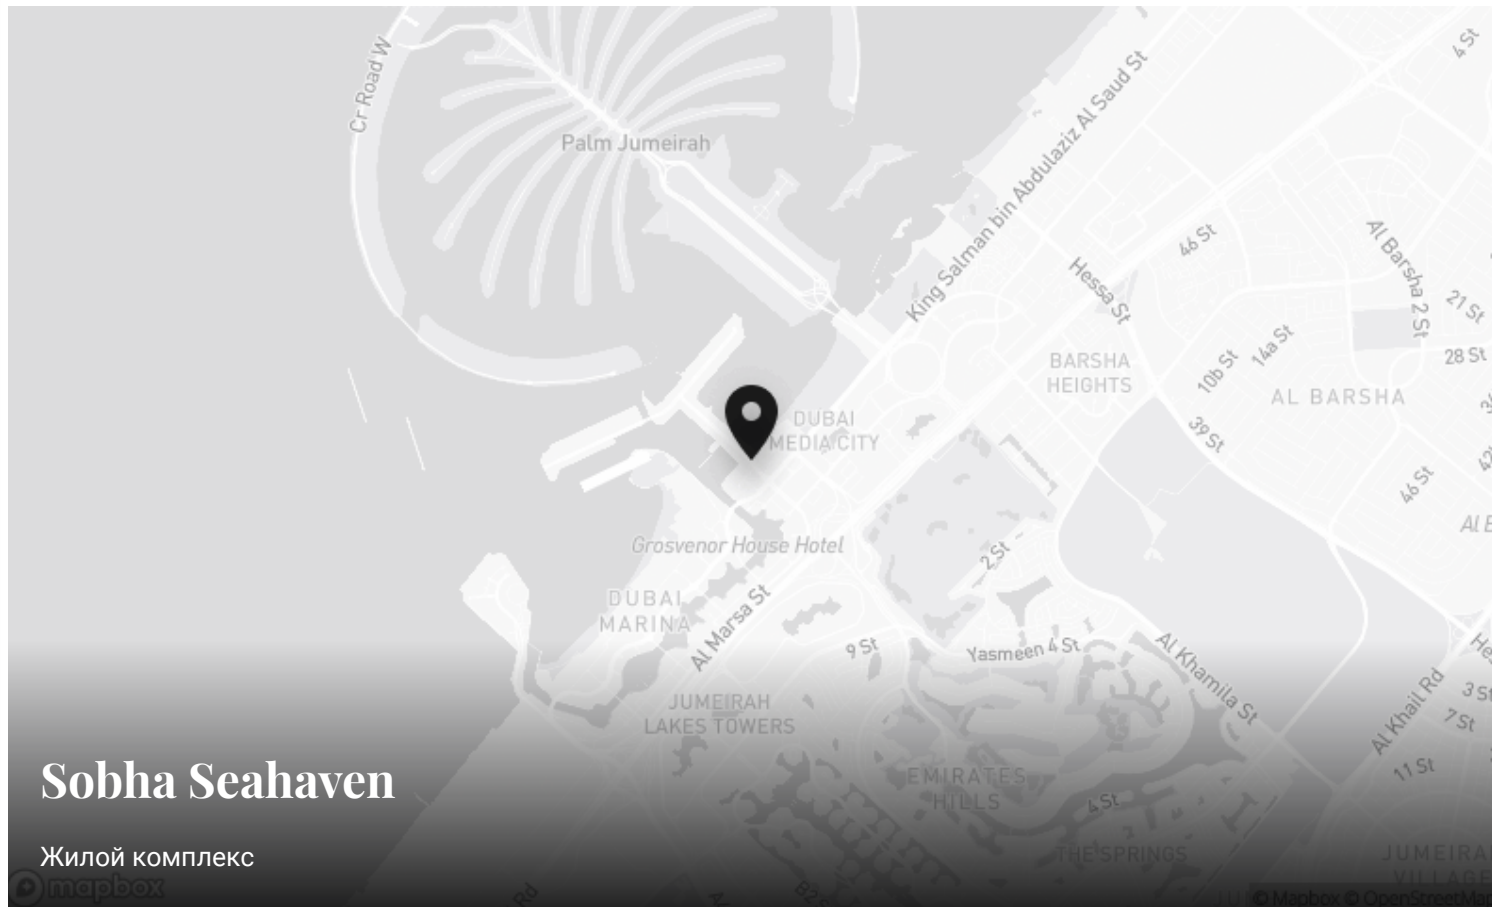 4 St
Cr Road W
King Salman bin Abdulaziz Al Saud St
Palm Jumeirah
46 St
Al Barsha 2 St
Hessa St
21 St
14a St
10b St
28 St
BARSHA
HEIGHTS
AL BARSHA
DUBAI
MEDIA CITY
39 St
46 St
Grosvenor House Hotel
2 St
DUBAI
MARINA
Al Marsa St
9 St
Yasmeen 4 St
Al Khamila St
Al Khail Rd
3 St
7 St
11 St
JUMEIRAH
LAKES TOWERS
Sobha Seahaven
EMIRATES
HILLS
4 St
THE SPRINGS
Жилой комплекс
mapbox
Rd
© Mapbox © OpenStreetMap